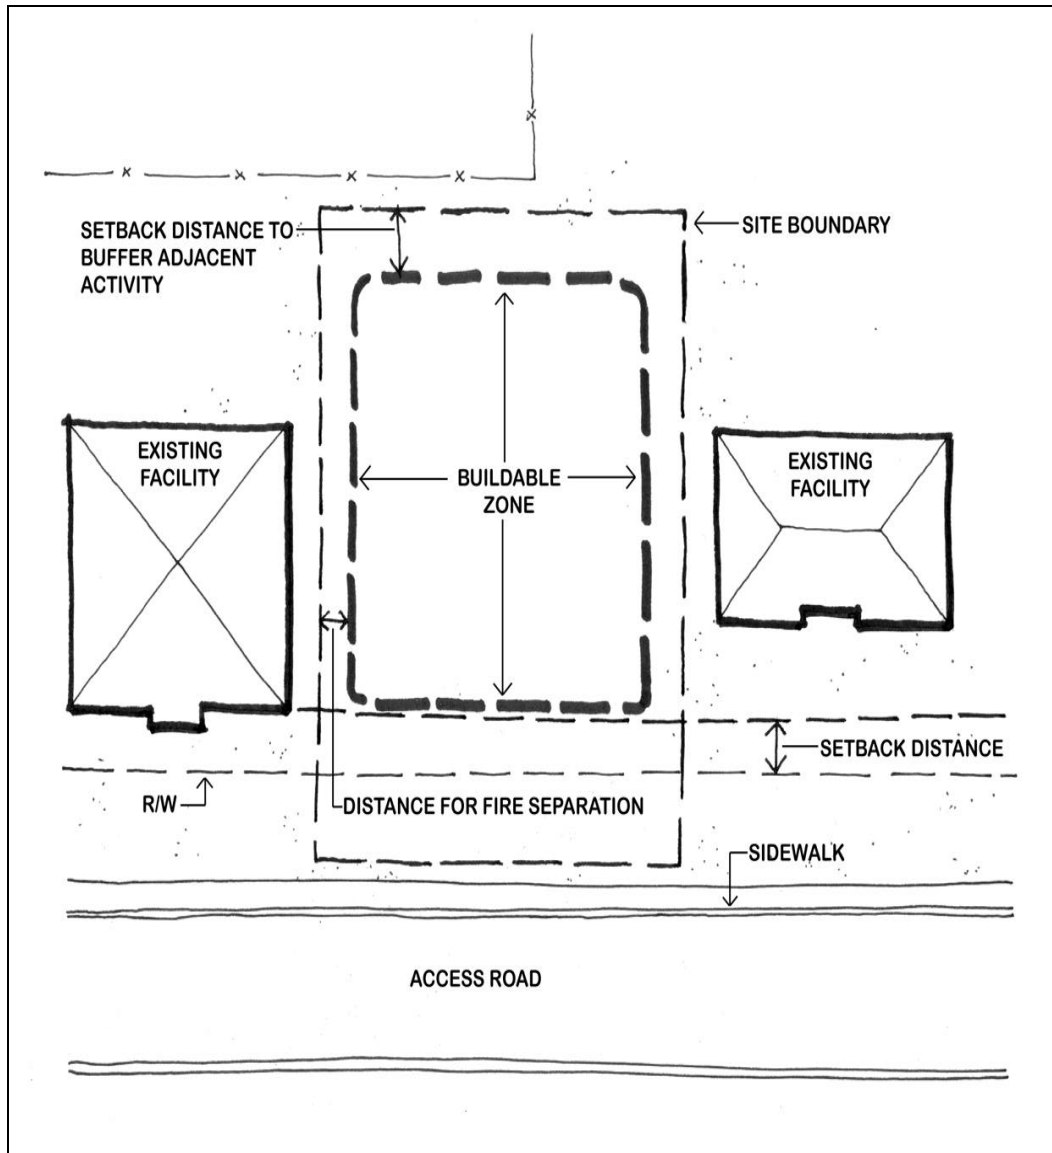 SETBACK DISTANCE TO
BUFFER ADJACENT
ACTIVITY
SITE BOUNDARY
EXISTING
FACILITY
BUILDABLE
ZONE
EXISTING
FACILITY
SETBACK DISTANCE
R/W
DISTANCE FOR FIRE SEPARATION
SIDEWALK
ACCESS ROAD